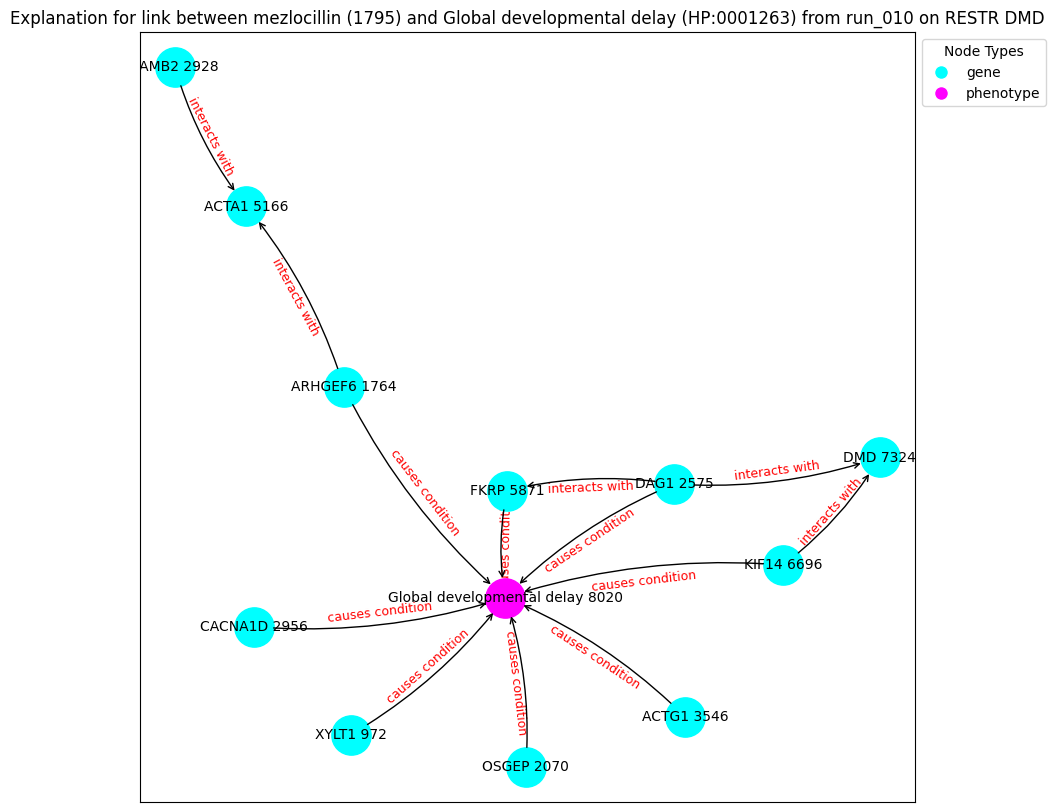 Explanation for link between mezlocillin (1795) and Global developmental delay (HP:0001263) from run_010 on RESTR DMD
Node Types
gene
phenotype
AMB2 2928
interacts with
ACTA1 5166
interacts with
ARHGEF6 1764
causes condition
DMD 7324
interacts with
FKRP 5871
interacts with
DAG1 2575
interacts with
causes condition
KIF14 6696
causes condition
Global developmental delay 8020
CACNA1D 2956
causes condition
causes condition
causes condition
causes condition
XYLT1 972
OSGEP 2070
ACTG1 3546